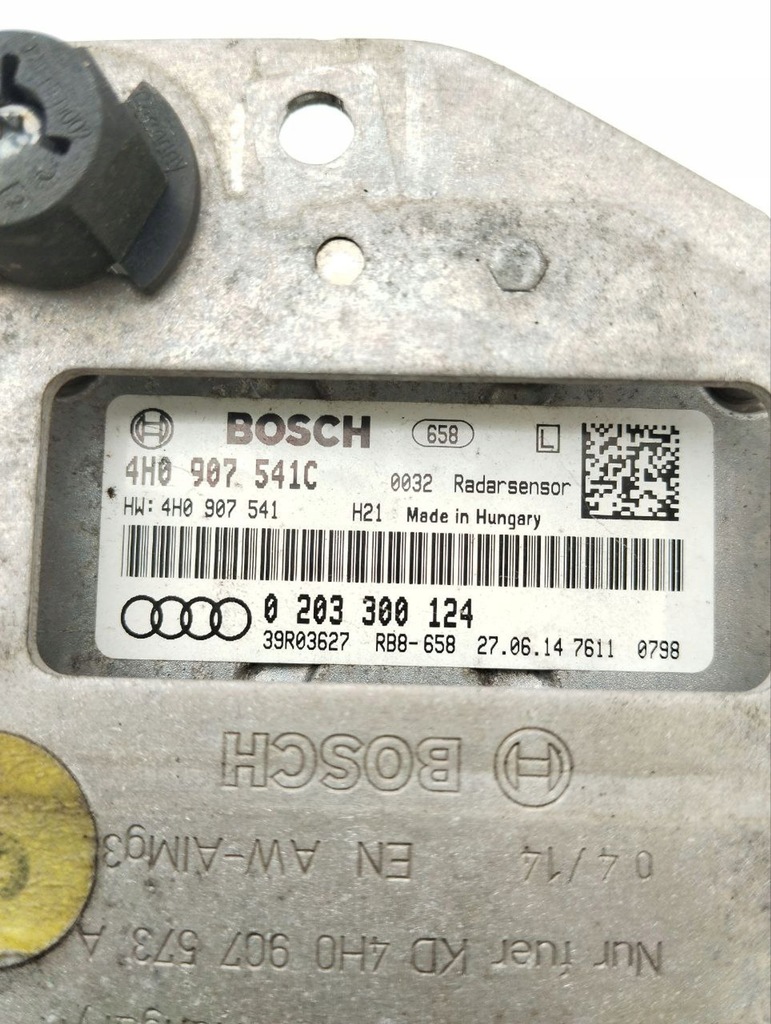 BOSCH 658 L
4H0 907 541C 0032 Radarsensor
HW: 4H0 907 541 H21 Made in Hungary
0 203 300 124
39R03627 RB8-658 27.06.14 7611 0798
BOSCH
04/14 EN AW-AlMg3
Nur fuer KD 4H0 907 573 A